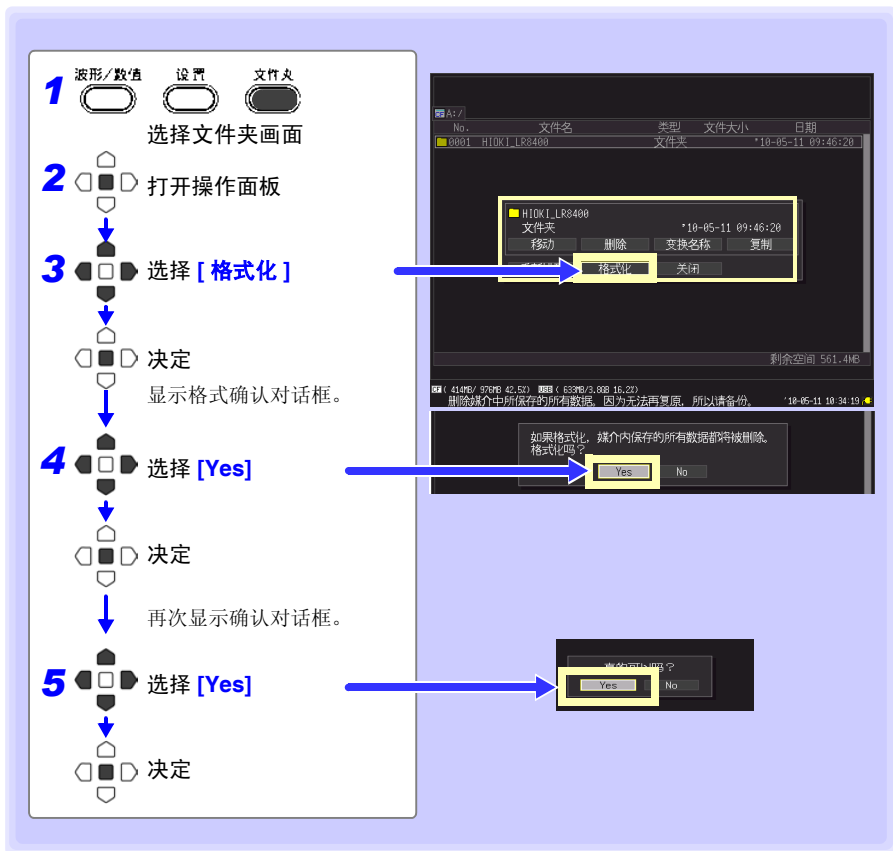 1 波形/数值 设置 文件夹
选择文件夹画面
2 打开操作面板
3 选择 [ 格式化 ]
决定
显示格式确认对话框。
4 选择 [Yes]
决定
再次显示确认对话框。
5 选择 [Yes]
决定
CF A:/
No. 文件名 类型 文件大小 日期
0001 HIOKI_LR8400 文件夹 '10-05-11 09:46:20
HIOKI_LR8400
文件夹 '10-05-11 09:46:20
移动 删除 变换名称 复制
格式化 关闭
剩余空间 561.4MB
CF ( 414MB/ 976MB 42.5%) USB ( 633MB/3.8GB 16.2%)
删除媒介中所保存的所有数据。因为无法再复原，所以请备份。 '10-05-11 10:34:19
如果格式化，媒介内保存的所有数据都将被删除。
格式化吗？
Yes No
真的可以吗？
Yes No